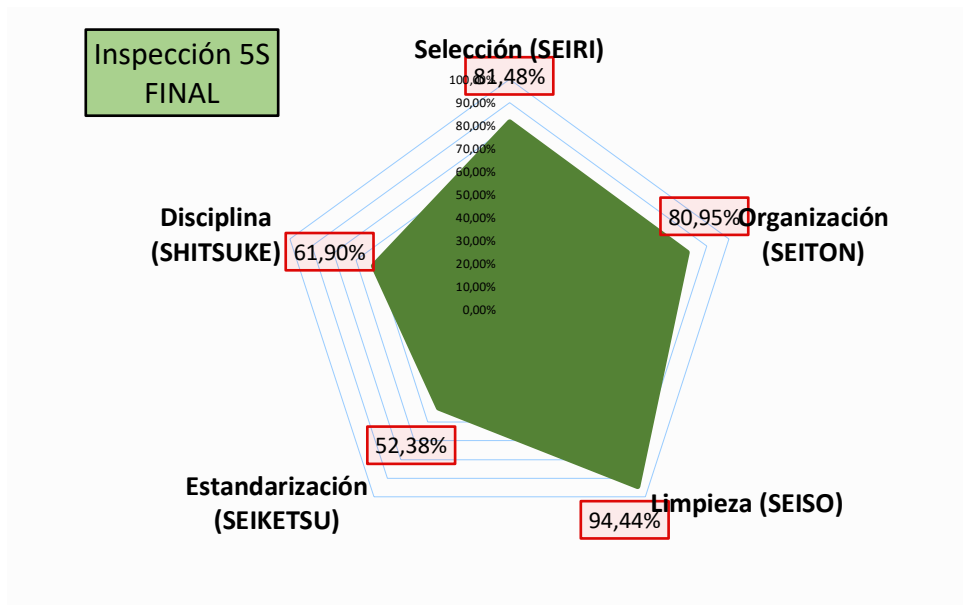 Inspección 5S
FINAL
Selección (SEIRI)
81,48%
100,00%
90,00%
80,00%
70,00%
60,00%
50,00%
40,00%
30,00%
20,00%
10,00%
0,00%
Organización
(SEITON)
80,95%
Limpieza (SEISO)
94,44%
Estandarización
(SEIKETSU)
52,38%
Disciplina
(SHITSUKE)
61,90%